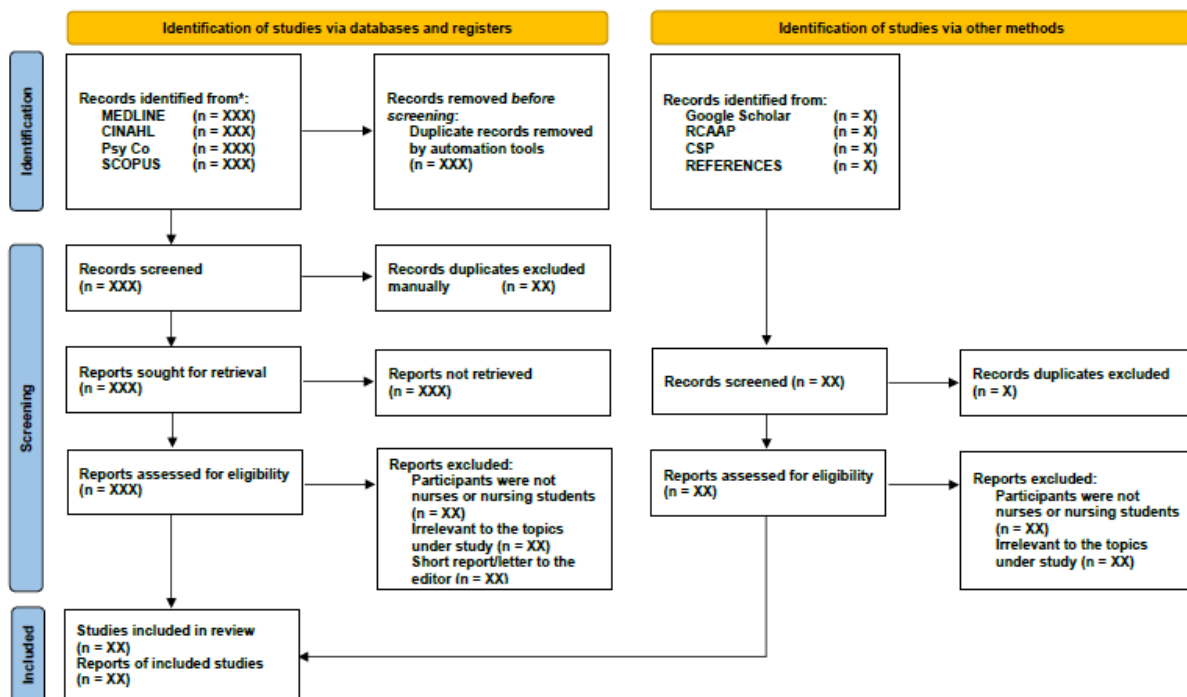 Identification of studies via databases and registers
Identification of studies via other methods
Identification
Records identified from*:
MEDLINE (n = XXX)
CINAHL (n = XXX)
Psy Co (n = XXX)
SCOPUS (n = XXX)
Records removed before
screening:
Duplicate records removed
by automation tools
(n = XXX)
Records identified from:
Google Scholar (n = X)
RCAAP (n = X)
CSP (n = X)
REFERENCES (n = X)
Screening
Records screened
(n = XXX)
Records duplicates excluded
manually (n = XX)
Reports sought for retrieval
(n = XXX)
Reports not retrieved
(n = XXX)
Records screened (n = XX)
Records duplicates excluded
(n = X)
Reports assessed for eligibility
(n = XXX)
Reports excluded:
Participants were not
nurses or nursing students
(n = XX)
Irrelevant to the topics
under study (n = XX)
Short report/letter to the
editor (n = XX)
Reports assessed for eligibility
(n = XX)
Reports excluded:
Participants were not
nurses or nursing students
(n = XX)
Irrelevant to the topics
under study (n = XX)
Included
Studies included in review
(n = XX)
Reports of included studies
(n = XX)